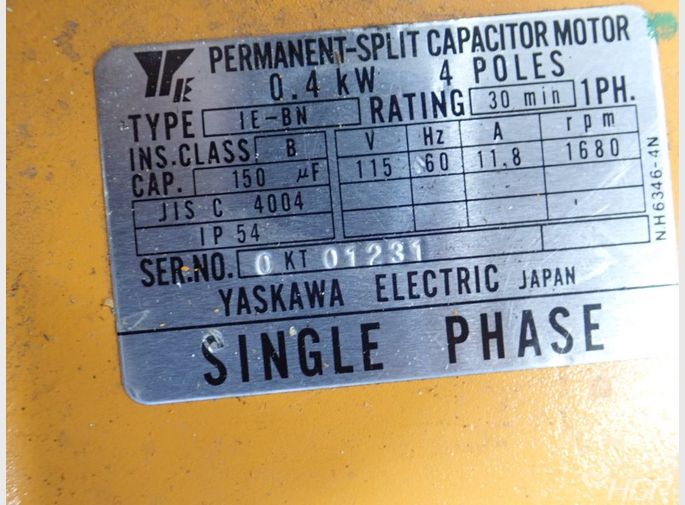 YE PERMANENT-SPLIT CAPACITOR MOTOR
0.4 kW 4 POLES
TYPE IE-BN RATING 30 min 1PH.
INS.CLASS B
CAP. 150 μF
JIS C 4004
IP 54
V Hz A rpm
115 60 11.8 1680
SER.NO. 0 KT 01231
YASKAWA ELECTRIC JAPAN
SINGLE PHASE
NH6346-4N